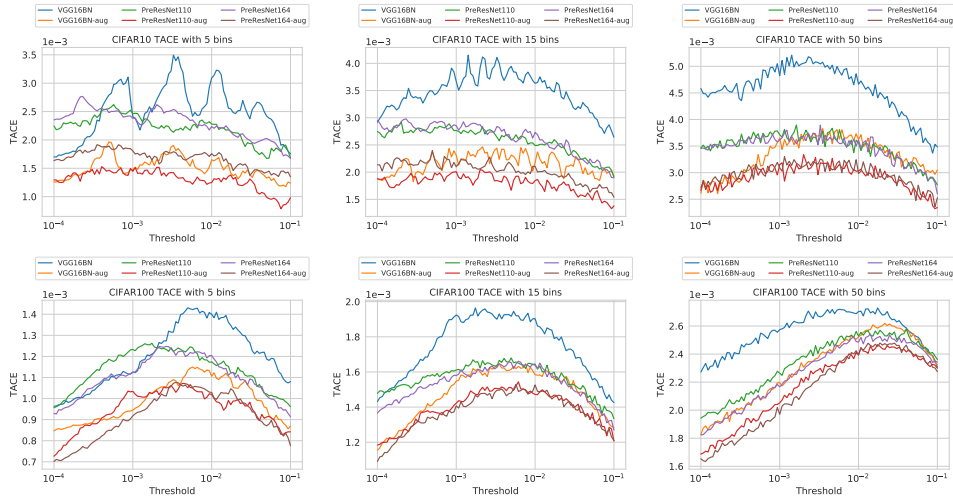 VGG16BN PreResNet110 PreResNet164
VGG16BN-aug PreResNet110-aug PreResNet164-aug
CIFAR10 TACE with 5 bins
1e−3
3.5
3.0
2.5
2.0
1.5
1.0
TACE
10⁻⁴ 10⁻³ 10⁻² 10⁻¹
Threshold
VGG16BN PreResNet110 PreResNet164
VGG16BN-aug PreResNet110-aug PreResNet164-aug
CIFAR10 TACE with 15 bins
1e−3
4.0
3.5
3.0
2.5
2.0
1.5
TACE
10⁻⁴ 10⁻³ 10⁻² 10⁻¹
Threshold
VGG16BN PreResNet110 PreResNet164
VGG16BN-aug PreResNet110-aug PreResNet164-aug
CIFAR10 TACE with 50 bins
1e−3
5.0
4.5
4.0
3.5
3.0
2.5
TACE
10⁻⁴ 10⁻³ 10⁻² 10⁻¹
Threshold
VGG16BN PreResNet110 PreResNet164
VGG16BN-aug PreResNet110-aug PreResNet164-aug
CIFAR100 TACE with 5 bins
1e−3
1.4
1.3
1.2
1.1
1.0
0.9
0.8
0.7
TACE
10⁻⁴ 10⁻³ 10⁻² 10⁻¹
Threshold
VGG16BN PreResNet110 PreResNet164
VGG16BN-aug PreResNet110-aug PreResNet164-aug
CIFAR100 TACE with 15 bins
1e−3
2.0
1.8
1.6
1.4
1.2
TACE
10⁻⁴ 10⁻³ 10⁻² 10⁻¹
Threshold
VGG16BN PreResNet110 PreResNet164
VGG16BN-aug PreResNet110-aug PreResNet164-aug
CIFAR100 TACE with 50 bins
1e−3
2.6
2.4
2.2
2.0
1.8
1.6
TACE
10⁻⁴ 10⁻³ 10⁻² 10⁻¹
Threshold